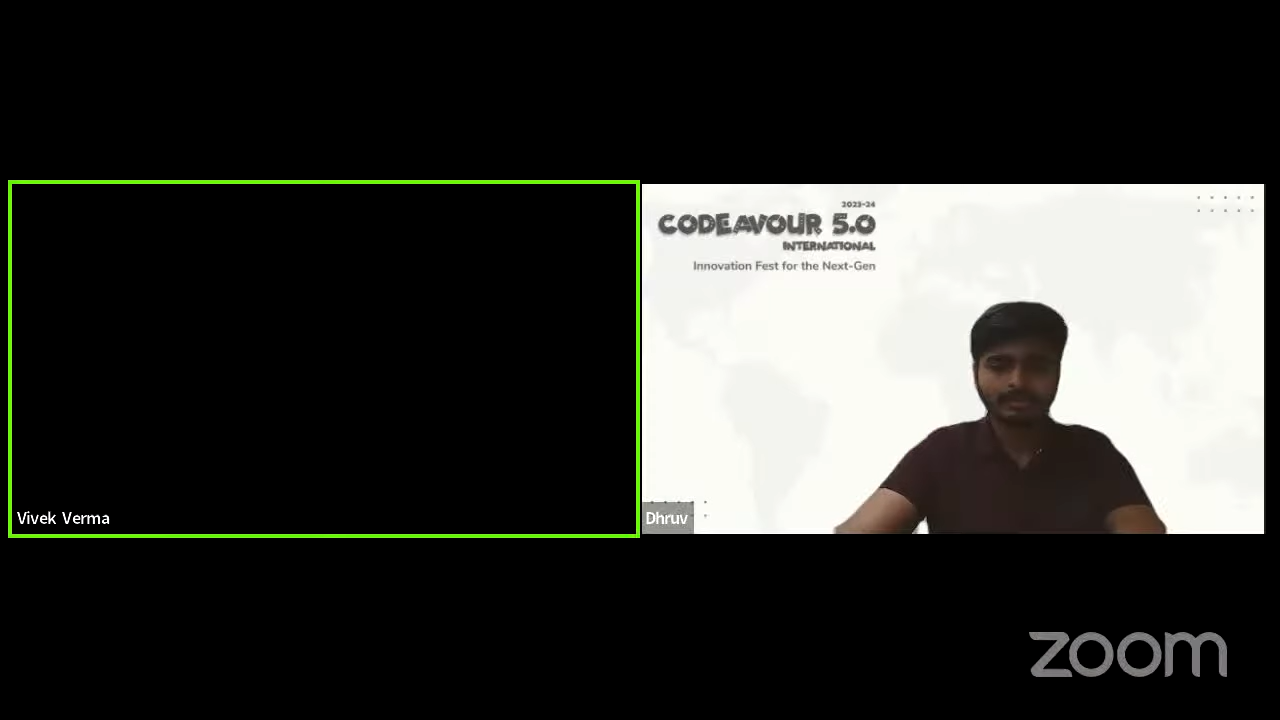 Vivek Verma
2023-24
CODEAVOUR 5.0
INTERNATIONAL
Innovation Fest for the Next-Gen
Dhruv
zoom